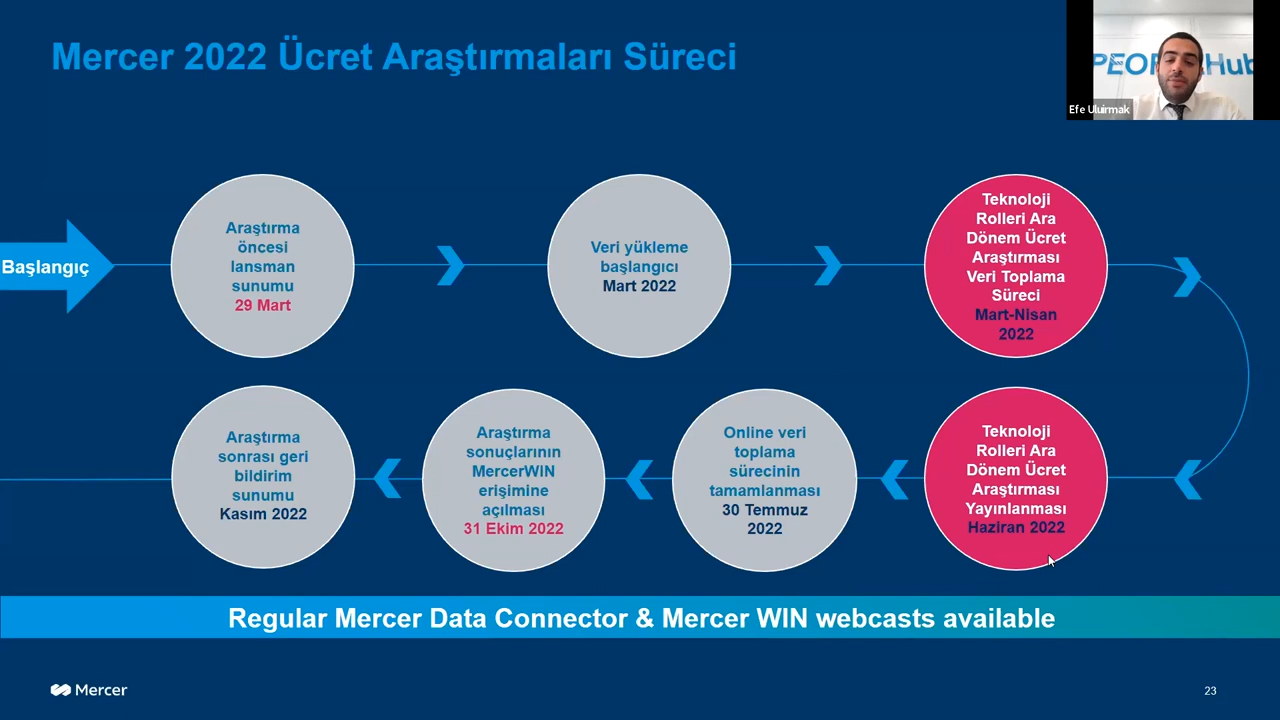 Mercer 2022 Ücret Araştırmaları Süreci
Efe Uluirmak
Başlangıç
Araştırma
öncesi
lansman
sunumu
29 Mart
Veri yükleme
başlangıcı
Mart 2022
Teknoloji
Rolleri Ara
Dönem Ücret
Araştırması
Veri Toplama
Süreci
Mart-Nisan
2022
Teknoloji
Rolleri Ara
Dönem Ücret
Araştırması
Yayınlanması
Haziran 2022
Online veri
toplama
sürecinin
tamamlanması
30 Temmuz
2022
Araştırma
sonuçlarının
MercerWIN
erişimine
açılması
31 Ekim 2022
Araştırma
sonrası geri
bildirim
sunumu
Kasım 2022
Regular Mercer Data Connector & Mercer WIN webcasts available
Mercer
23